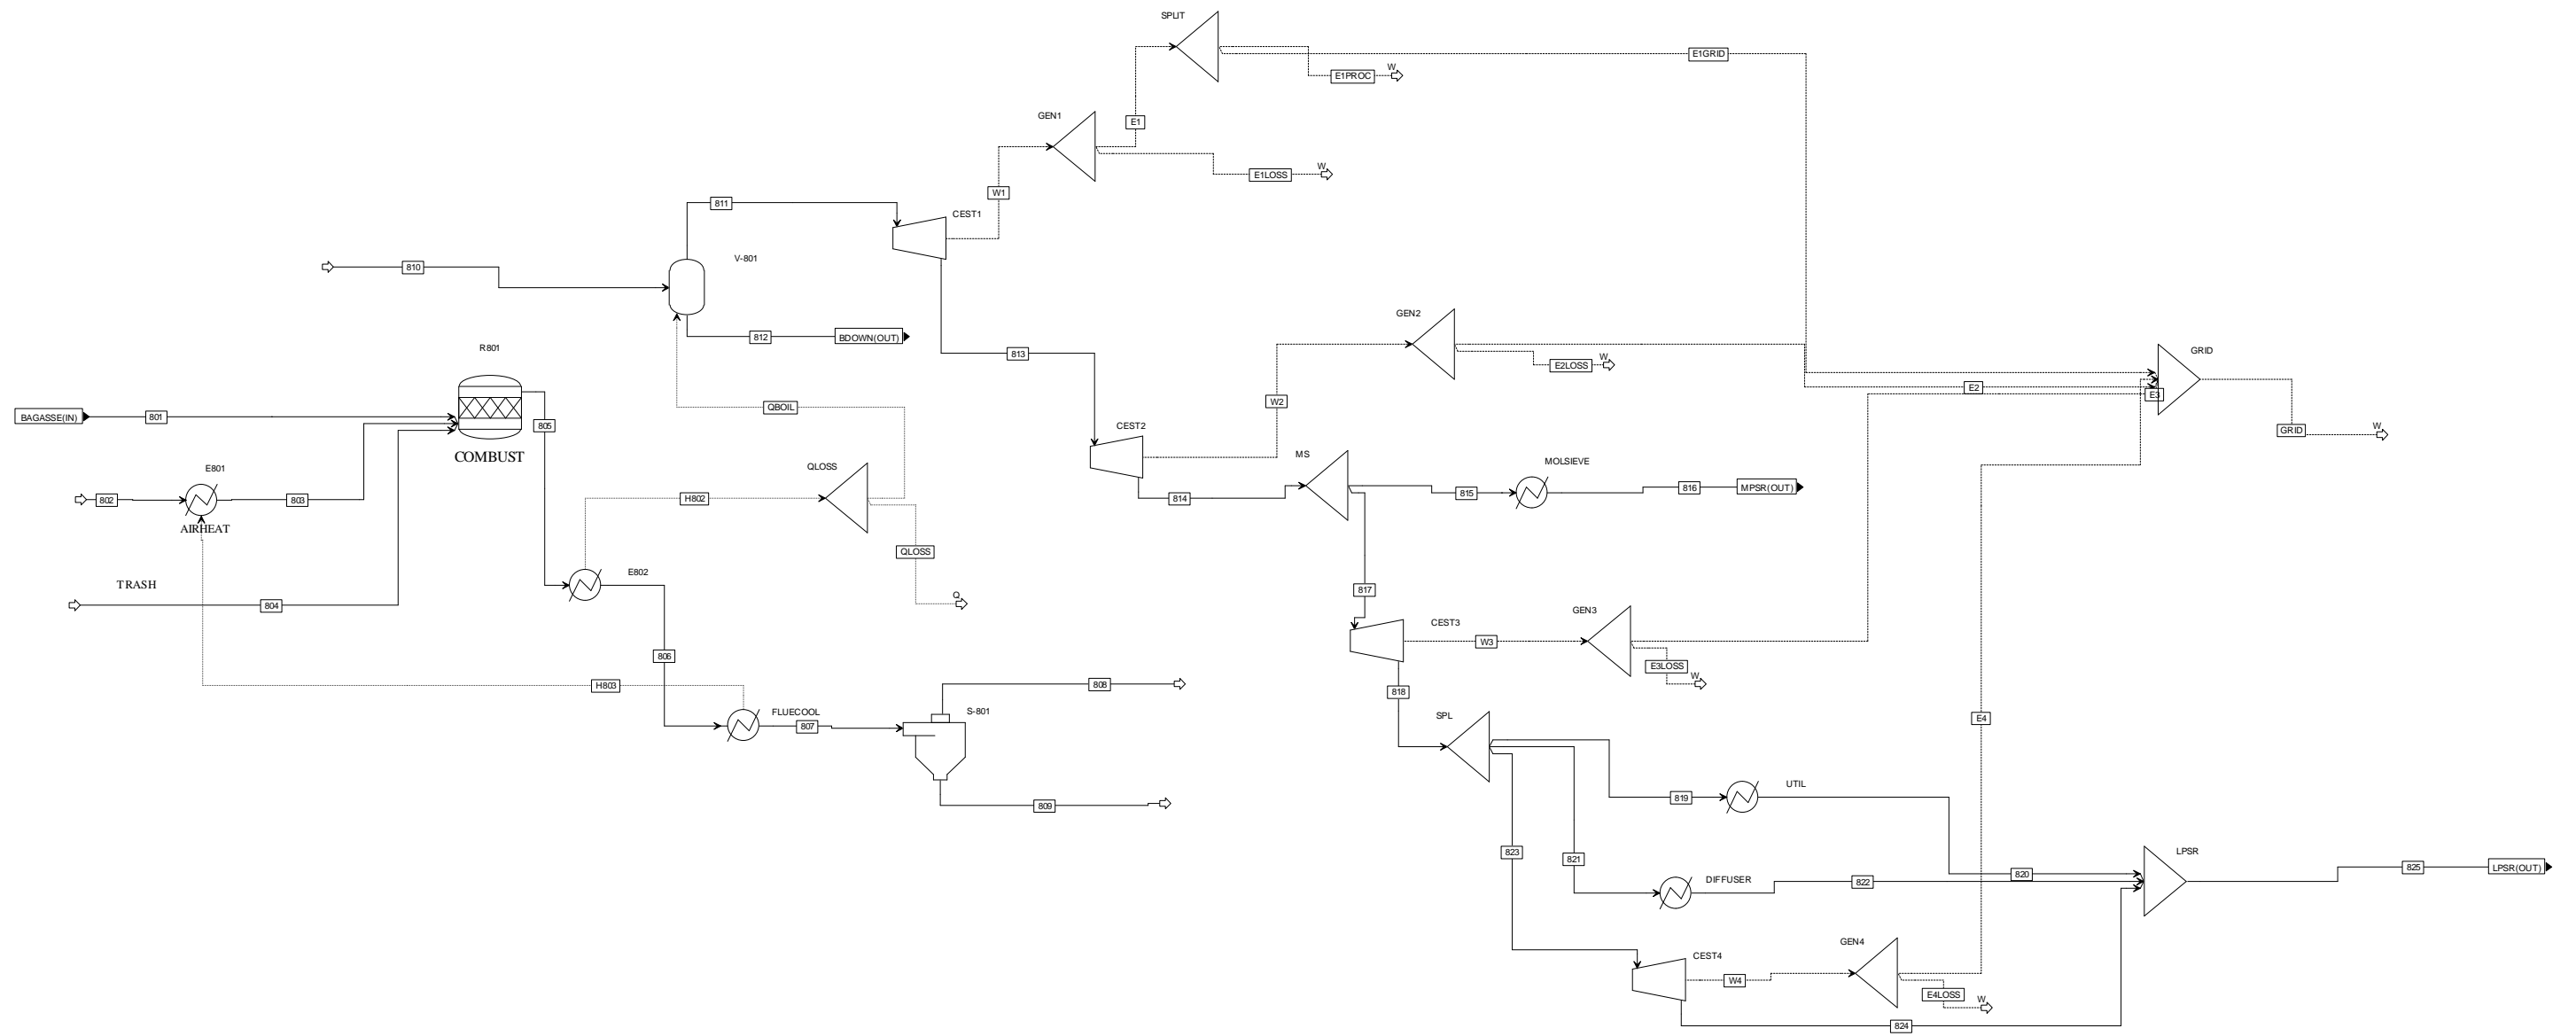 SPLIT
E1GRID
W
E1PROC
GEN1
E1
W
E1LOSS
W1
811
CEST1
V-801
810
GEN2
812
BDOWN(OUT)
R801
813
GRID
W
E2LOSS
E2
E3
QBOIL
W2
BAGASSE(IN)
801
805
CEST2
W
GRID
COMBUST
MS
MOLSIEVE
E801
QLOSS
802
803
H802
814
815
816
MPSR(OUT)
AIRHEAT
QLOSS
E802
TRASH
817
Q
804
GEN3
CEST3
W3
806
E3LOSS
W
H803
808
818
FLUECOOL
S-801
SPL
807
E4
UTIL
819
809
823
821
LPSR
825
LPSR(OUT)
820
DIFFUSER
822
GEN4
CEST4
W4
E4LOSS
W
824